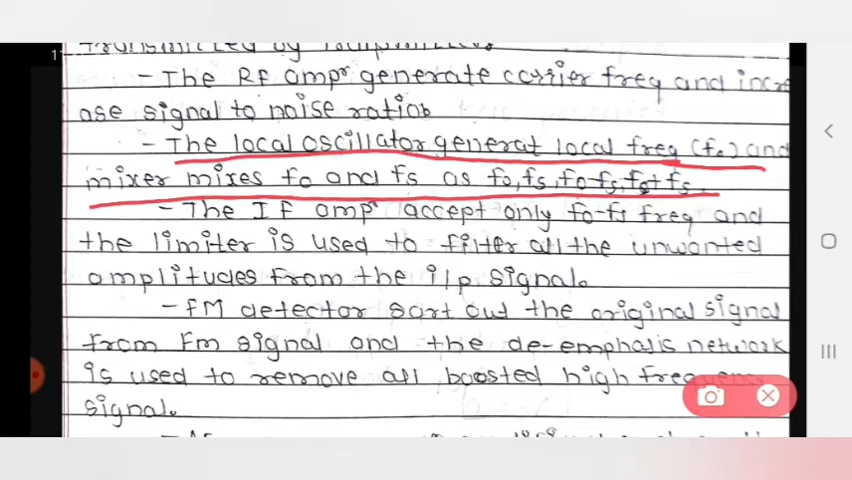 - The RF ampr generate carrier freq and incre
ase signal to noise ratio.
- The local oscillator generat local freq (fo) and
mixer mixes fo and fs as fo, fs, fo-fs, fo+fs.
- The IF ampr accept only fo-fs freq and
the limiter is used to filter all the unwanted
amplitudes from the i/p signal.
- FM detector sort out the original signal
from Fm signal and the de-emphasis network
is used to remove all boosted high frequency
signal.